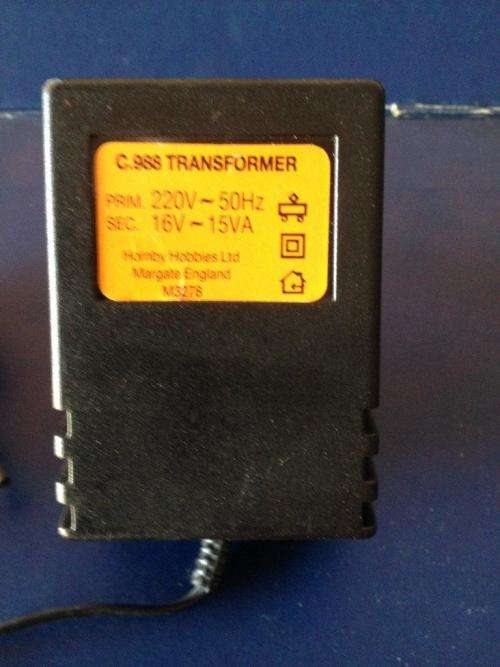 C.968 TRANSFORMER
PRIM. 220V~50Hz
SEC. 16V~15VA
Hornby Hobbies Ltd
Margate England
M3278